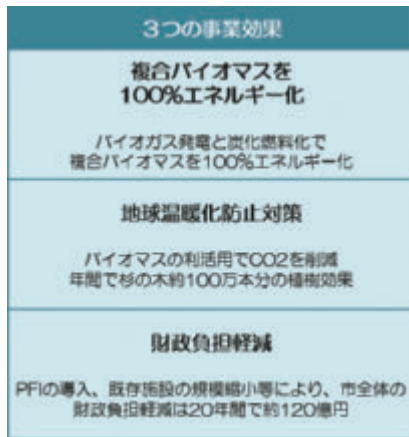 3つの事業効果
複合バイオマスを
100%エネルギー化
バイオガス発電と炭化燃料化で
複合バイオマスを100%エネルギー化
地球温暖化防止対策
バイオマスの利活用でCO2を削減
年間で杉の木約100万本分の植樹効果
財政負担軽減
PFIの導入、既存施設の規模縮小等により、市全体の
財政負担軽減は20年間で約120億円